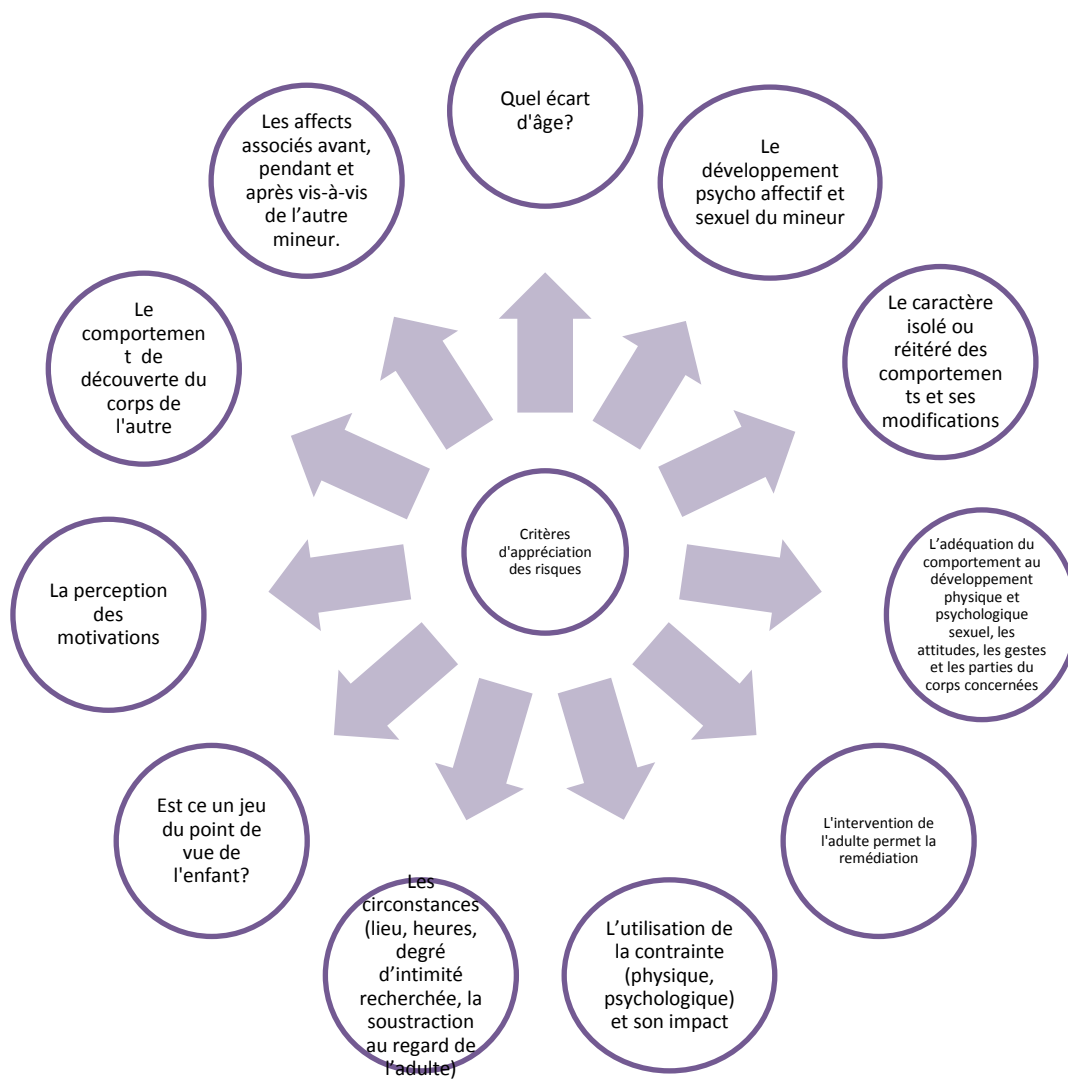 Quel écart
d'âge?
Le
développement
psycho affectif et
sexuel du mineur
Le caractère
isolé ou
réitéré des
comportemen
ts et ses
modifications
L’adéquation du
comportement au
développement
physique et
psychologique
sexuel, les
attitudes, les gestes
et les parties du
corps concernées
L'intervention de
l'adulte permet la
remédiation
L’utilisation de
la contrainte
(physique,
psychologique)
et son impact
Les
circonstances
(lieu, heures,
degré
d’intimité
recherchée, la
soustraction
au regard de
l’adulte)
Est ce un jeu
du point de
vue de
l'enfant?
La perception
des
motivations
Le
comportemen
t de
découverte du
corps de
l'autre
Les affects
associés avant,
pendant et
après vis-à-vis
de l’autre
mineur.
Critères
d'appréciation
des risques